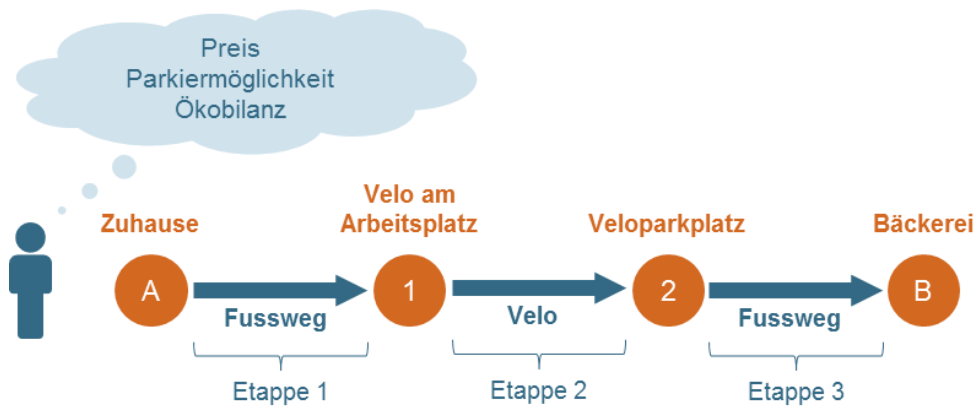 Preis
Parkiermöglichkeit
Ökobilanz
Zuhause
Velo am
Arbeitsplatz
Veloparkplatz
Bäckerei
A
1
2
B
Fussweg
Velo
Fussweg
Etappe 1
Etappe 2
Etappe 3